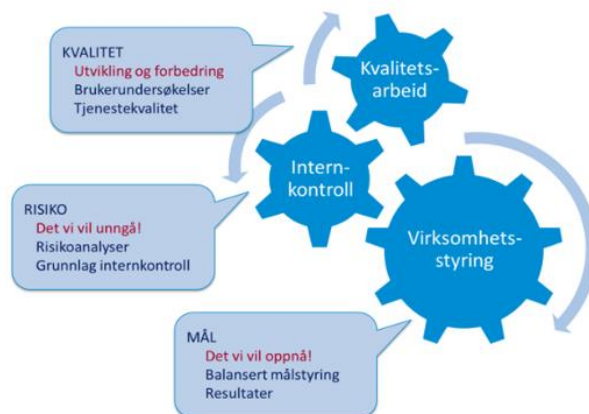 KVALITET
Utvikling og forbedring
Brukerundersøkelser
Tjenestekvalitet
Kvalitets-
arbeid
Intern-
kontroll
RISIKO
Det vi vil unngå!
Risikoanalyser
Grunnlag internkontroll
Virksomhets-
styring
MÅL
Det vi vil oppnå!
Balansert målstyring
Resultater